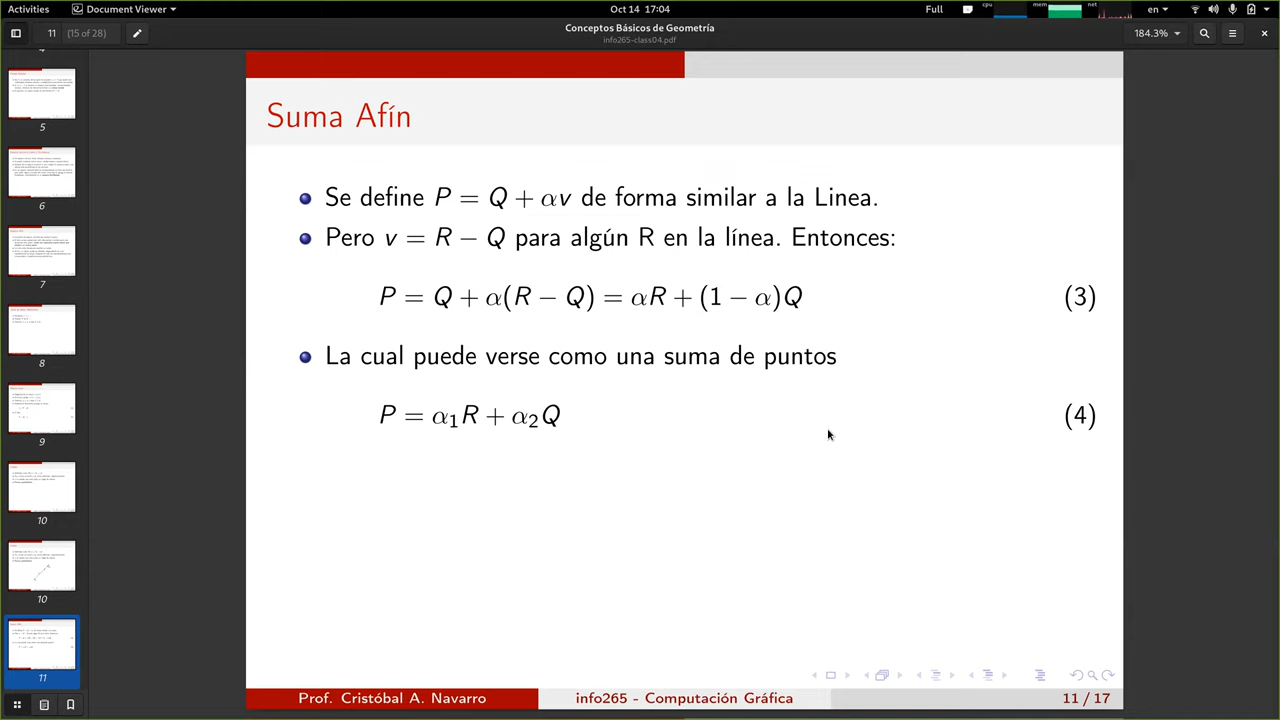 Activities
Document Viewer
Oct 14 17:04
Full
cpu
mem
net
en
11
(15 of 28)
Conceptos Básicos de Geometría
info265-class04.pdf
184.3%
5
6
7
8
9
10
10
11
Suma Afín
Se define P = Q + αv de forma similar a la Linea.
Pero v = R − Q para algún R en la línea. Entonces:
P = Q + α(R − Q) = αR + (1 − α)Q (3)
La cual puede verse como una suma de puntos
P = α₁R + α₂Q (4)
Prof. Cristóbal A. Navarro
info265 - Computación Gráfica
11 / 17